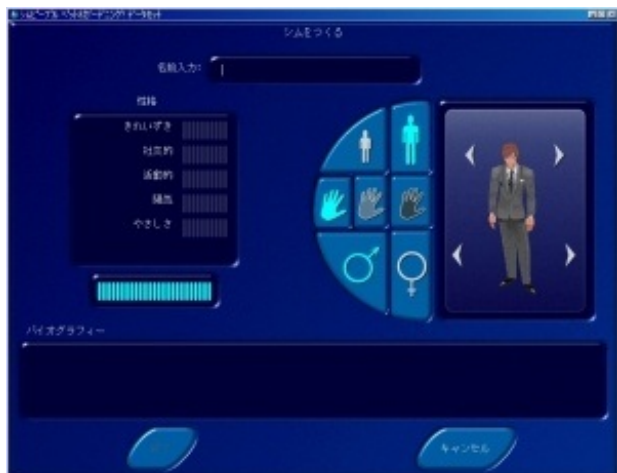 シムをつくる
名前入力:
性格
きれいずき
社交的
活動的
陽気
やさしさ
バイオグラフィー
キャンセル